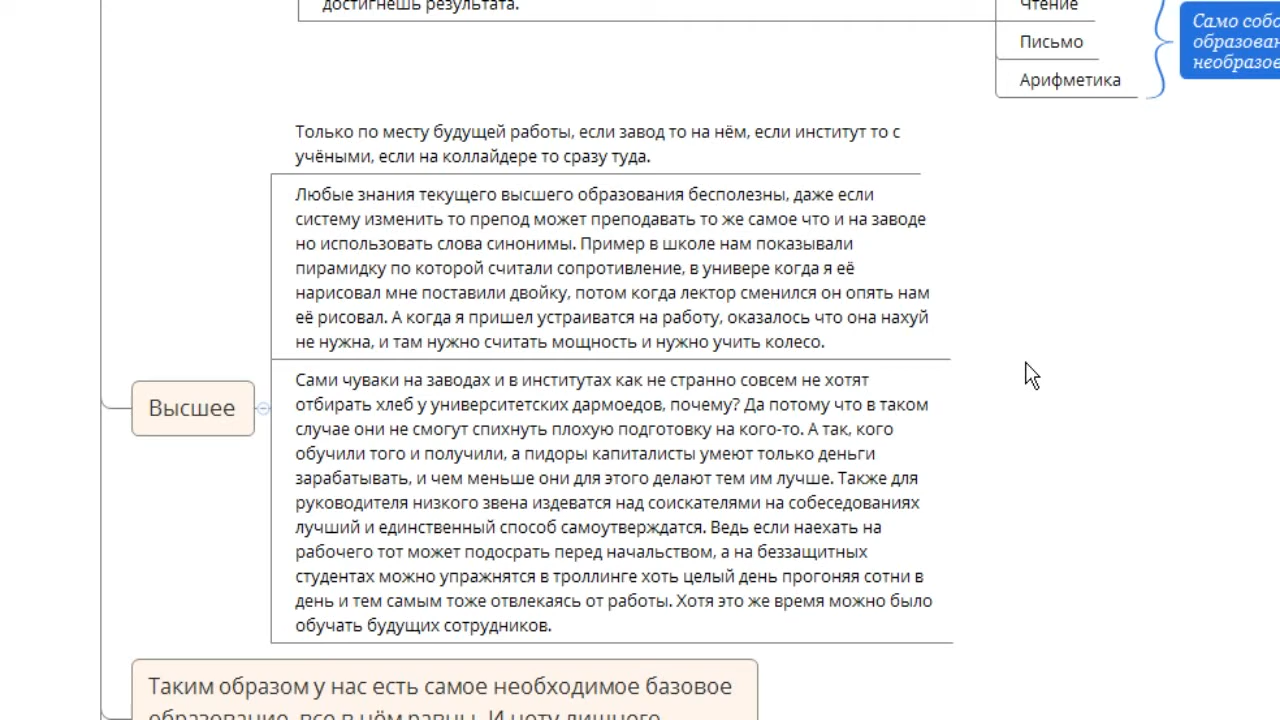 достигнешь результата.
Чтение
Само собо
Письмо
образован
необразов
Арифметика
Только по месту будущей работы, если завод то на нём, если институт то с
учёными, если на коллайдере то сразу туда.
Любые знания текущего высшего образования бесполезны, даже если
систему изменить то препод может преподавать то же самое что и на заводе
но использовать слова синонимы. Пример в школе нам показывали
пирамидку по которой считали сопротивление, в универе когда я её
нарисовал мне поставили двойку, потом когда лектор сменился он опять нам
её рисовал. А когда я пришел устраиватся на работу, оказалось что она нахуй
не нужна, и там нужно считать мощность и нужно учить колесо.
Высшее
Сами чуваки на заводах и в институтах как не странно совсем не хотят
отбирать хлеб у университетских дармоедов, почему? Да потому что в таком
случае они не смогут спихнуть плохую подготовку на кого-то. А так, кого
обучили того и получили, а пидоры капиталисты умеют только деньги
зарабатывать, и чем меньше они для этого делают тем им лучше. Также для
руководителя низкого звена издеватся над соискателями на собеседованиях
лучший и единственный способ самоутверждатся. Ведь если наехать на
рабочего тот может подосрать перед начальством, а на беззащитных
студентах можно упражнятся в троллинге хоть целый день прогоняя сотни в
день и тем самым тоже отвлекаясь от работы. Хотя это же время можно было
обучать будущих сотрудников.
Таким образом у нас есть самое необходимое базовое
образование, все в нём равны. И нету лишнего